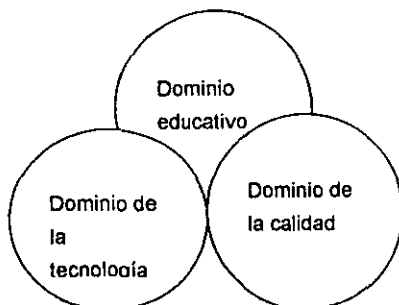 Dominio
educativo
Dominio de
la
tecnología
Dominio de
la calidad